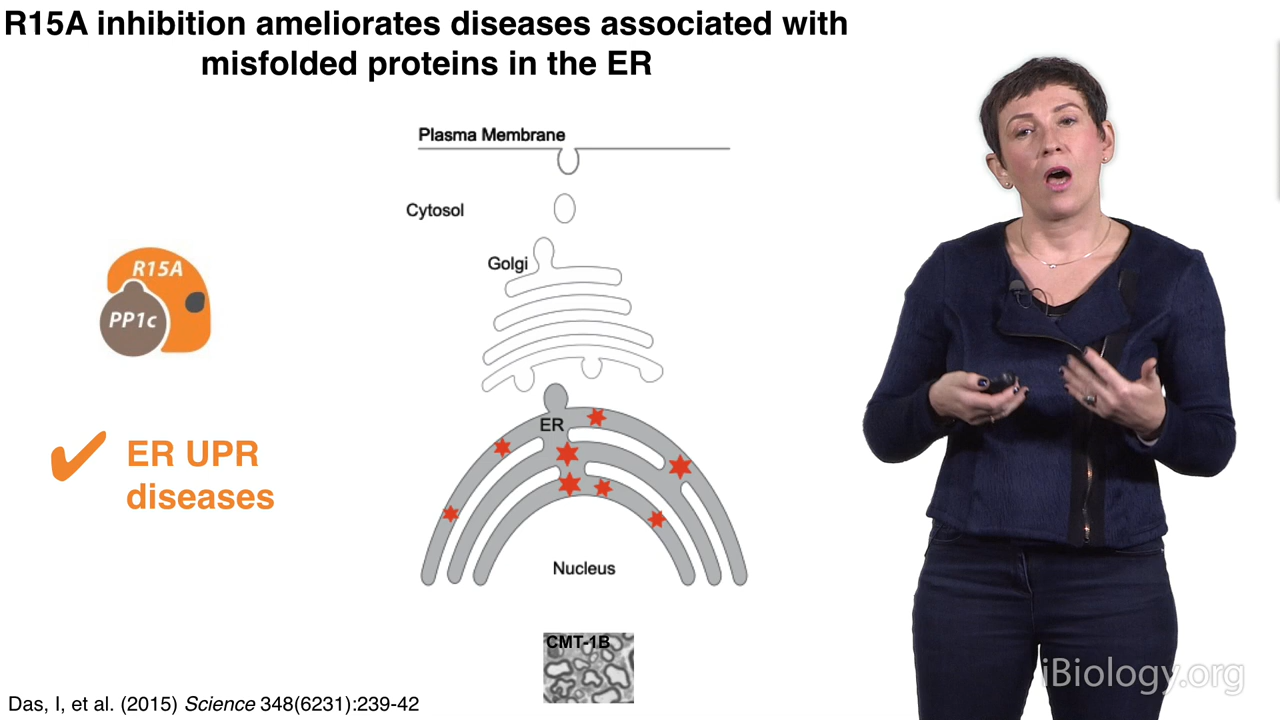 R15A inhibition ameliorates diseases associated with
misfolded proteins in the ER
Plasma Membrane
Cytosol
Golgi
R15A
PP1c
ER
ER UPR
diseases
Nucleus
CMT-1B
iBiology.org
Das, I, et al. (2015) Science 348(6231):239-42